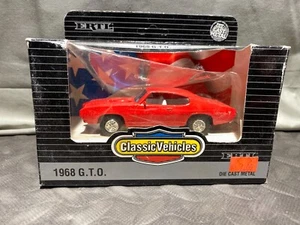 ERTL
1968 G.T.O.
Classic Vehicles
1968 G.T.O.
ERTL
DIE CAST METAL